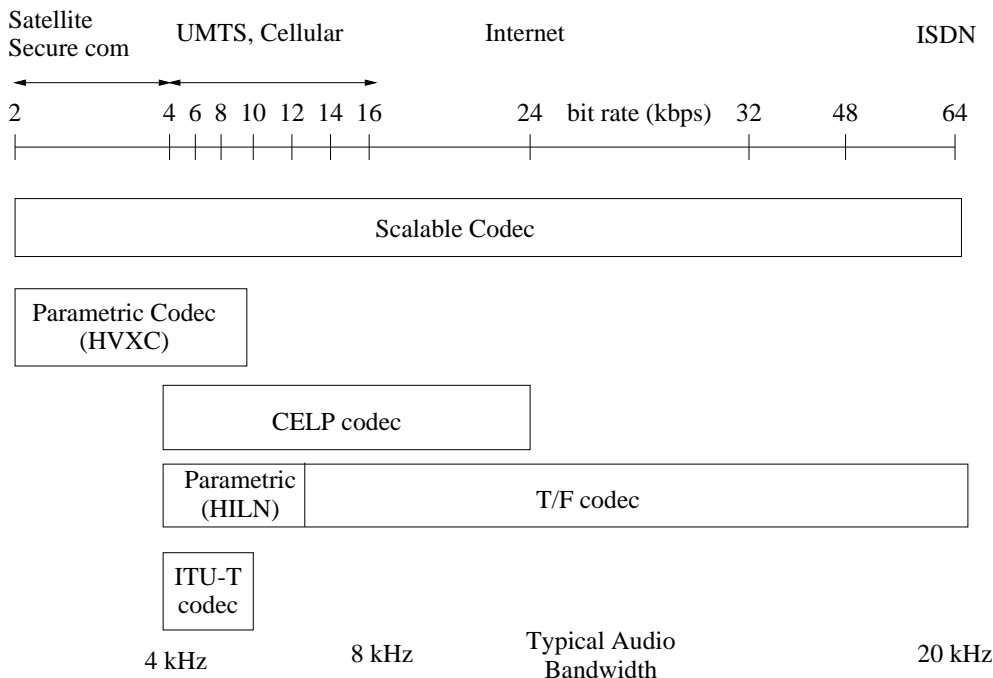 Satellite
Secure com
UMTS, Cellular
Internet
ISDN
2 4 6 8 10 12 14 16 24 bit rate (kbps) 32 48 64
Scalable Codec
Parametric Codec
(HVXC)
CELP codec
Parametric
(HILN)
T/F codec
ITU-T
codec
4 kHz
8 kHz
Typical Audio
Bandwidth
20 kHz